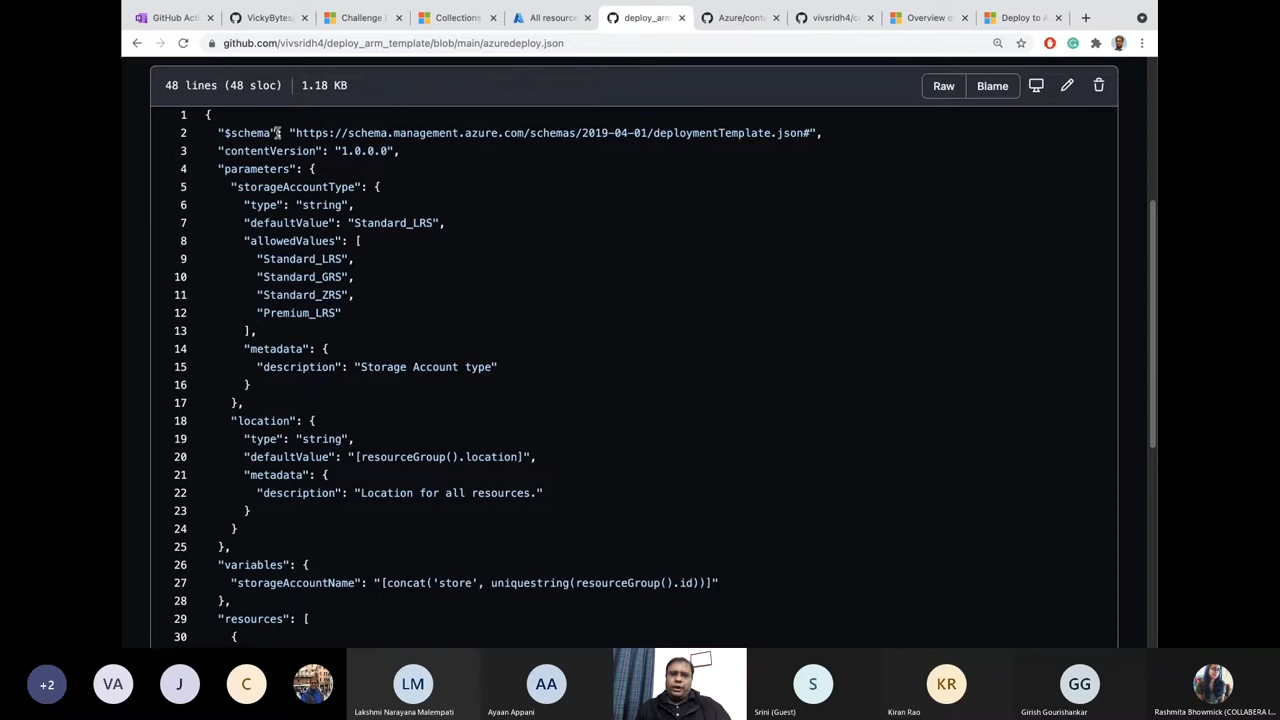 GitHub Act
VickyBytes/
Challenge |
Collections
All resourc
deploy_arm
Azure/cont
vivsridh4/c
Overview o
Deploy to A
github.com/vivsridh4/deploy_arm_template/blob/main/azuredeploy.json
48 lines (48 sloc) 1.18 KB
Raw Blame
1 {
2 "$schema": "https://schema.management.azure.com/schemas/2019-04-01/deploymentTemplate.json#",
3 "contentVersion": "1.0.0.0",
4 "parameters": {
5 "storageAccountType": {
6 "type": "string",
7 "defaultValue": "Standard_LRS",
8 "allowedValues": [
9 "Standard_LRS",
10 "Standard_GRS",
11 "Standard_ZRS",
12 "Premium_LRS"
13 ],
14 "metadata": {
15 "description": "Storage Account type"
16 }
17 },
18 "location": {
19 "type": "string",
20 "defaultValue": "[resourceGroup().location]",
21 "metadata": {
22 "description": "Location for all resources."
23 }
24 }
25 },
26 "variables": {
27 "storageAccountName": "[concat('store', uniquestring(resourceGroup().id))]"
28 },
29 "resources": [
30 {
+2
VA
J
C
LM
AA
S
KR
GG
Lakshmi Narayana Malempati
Ayaan Appani
Srini (Guest)
Kiran Rao
Girish Gourishankar
Rashmita Bhowmick (COLLABERA I...